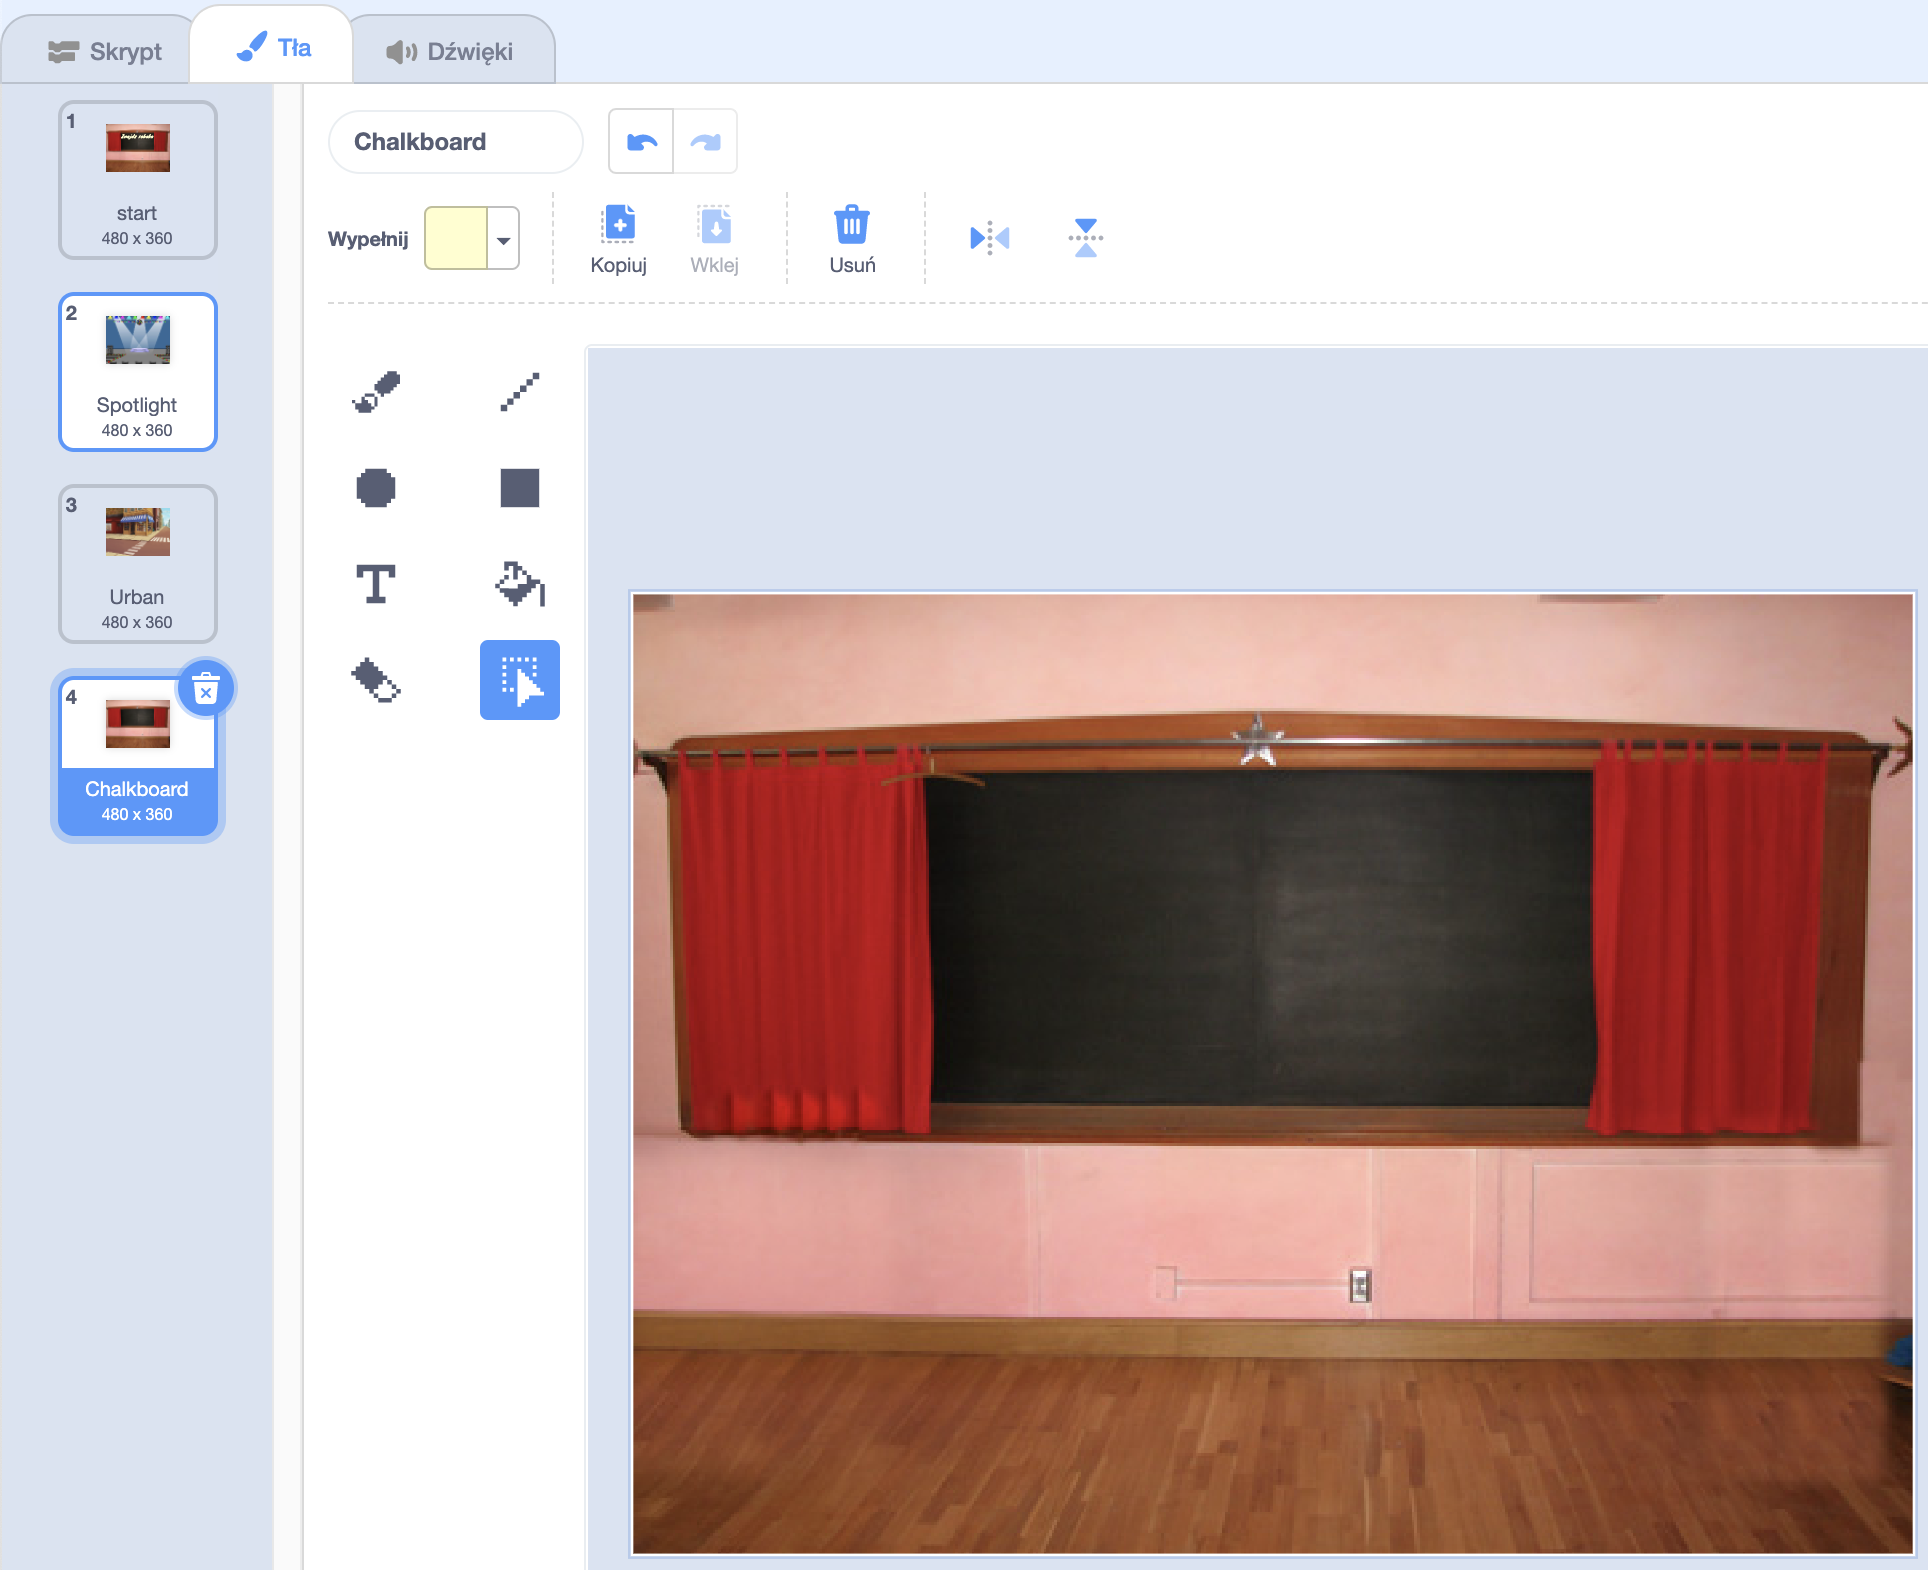 Skrypt
Tła
Dźwięki
1
start
480 x 360
2
Spotlight
480 x 360
3
Urban
480 x 360
4
Chalkboard
480 x 360
Chalkboard
Wypełnij
Kopiuj
Wklej
Usuń